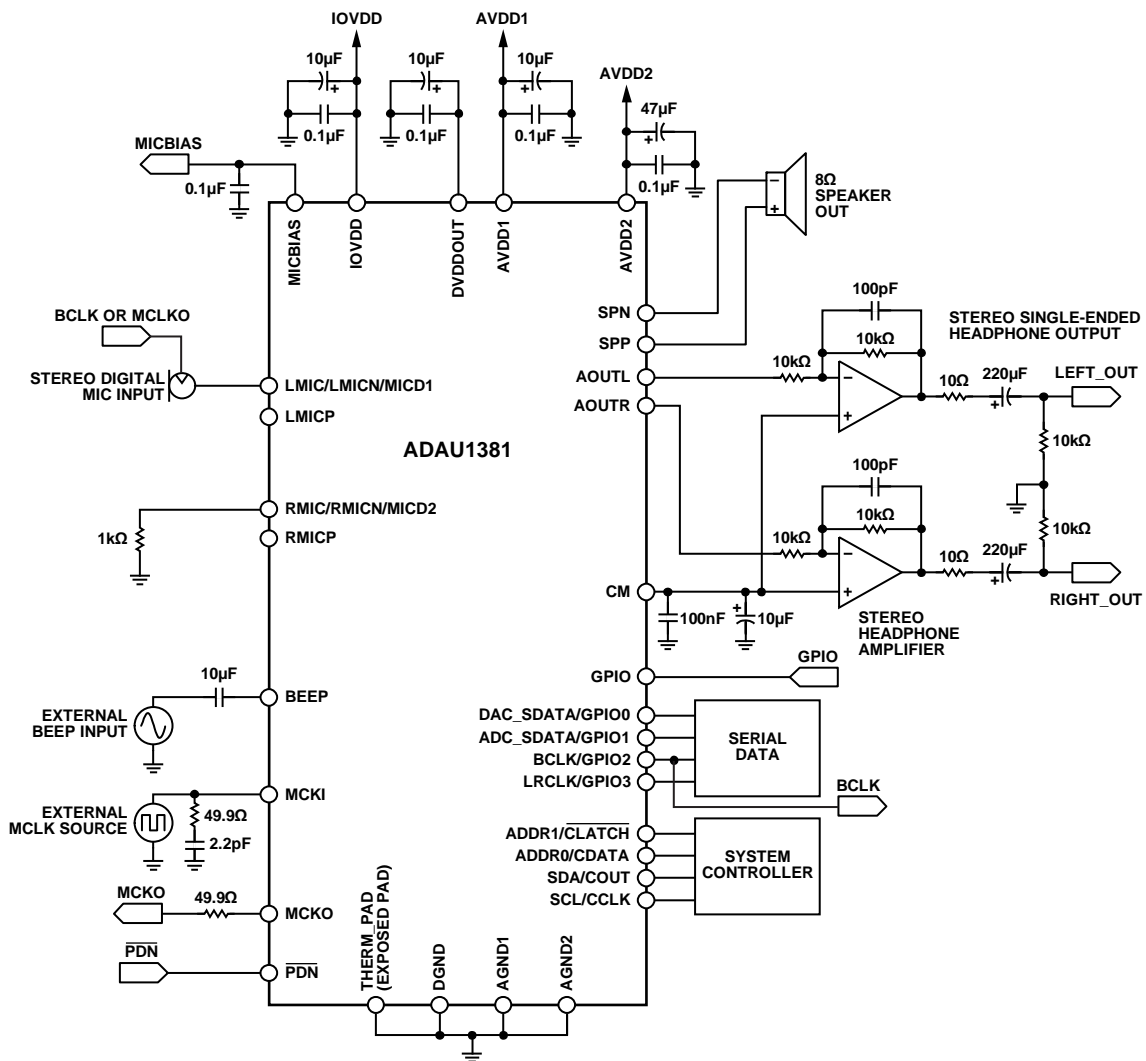 IOVDD
AVDD1
AVDD2
10µF
10µF
10µF
47µF
0.1µF
0.1µF
0.1µF
0.1µF
MICBIAS
0.1µF
8Ω
SPEAKER
OUT
MICBIAS
IOVDD
DVDDOUT
AVDD1
AVDD2
BCLK OR MCLKO
STEREO DIGITAL
MIC INPUT
LMIC/LMICN/MICD1
LMICP
ADAU1381
RMIC/RMICN/MICD2
RMICP
1kΩ
10µF
BEEP
EXTERNAL
BEEP INPUT
MCKI
EXTERNAL
MCLK SOURCE
49.9Ω
2.2pF
MCKO
49.9Ω
MCKO
PDN
PDN
THERM_PAD
(EXPOSED PAD)
DGND
AGND1
AGND2
SPN
SPP
AOUTL
AOUTR
100pF
10kΩ
10kΩ
−
+
STEREO SINGLE-ENDED
HEADPHONE OUTPUT
10Ω
220µF
+
LEFT_OUT
10kΩ
100pF
10kΩ
10kΩ
−
+
10kΩ
10Ω
220µF
+
RIGHT_OUT
STEREO
HEADPHONE
AMPLIFIER
CM
100nF
+
10µF
GPIO
GPIO
DAC_SDATA/GPIO0
ADC_SDATA/GPIO1
BCLK/GPIO2
LRCLK/GPIO3
SERIAL
DATA
BCLK
ADDR1/CLATCH
ADDR0/CDATA
SDA/COUT
SCL/CCLK
SYSTEM
CONTROLLER